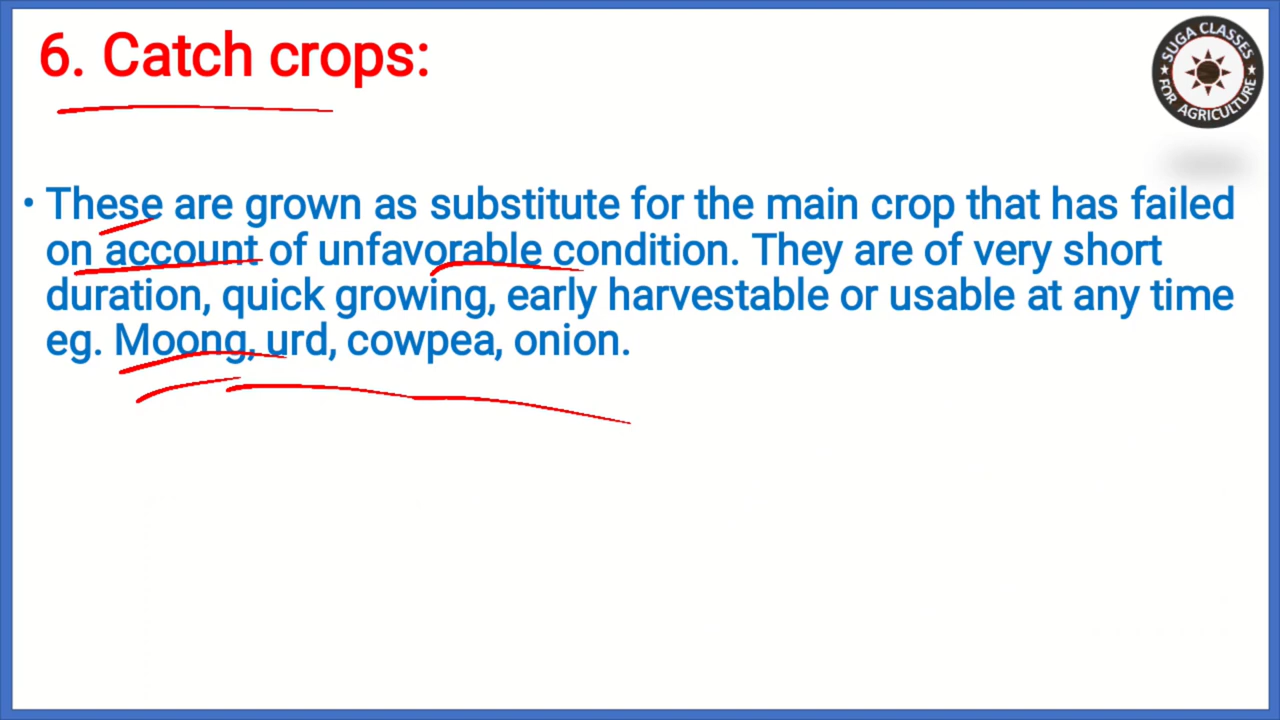 6. Catch crops:
SUGA CLASSES
FOR AGRICULTURE
• These are grown as substitute for the main crop that has failed
on account of unfavorable condition. They are of very short
duration, quick growing, early harvestable or usable at any time
eg. Moong, urd, cowpea, onion.